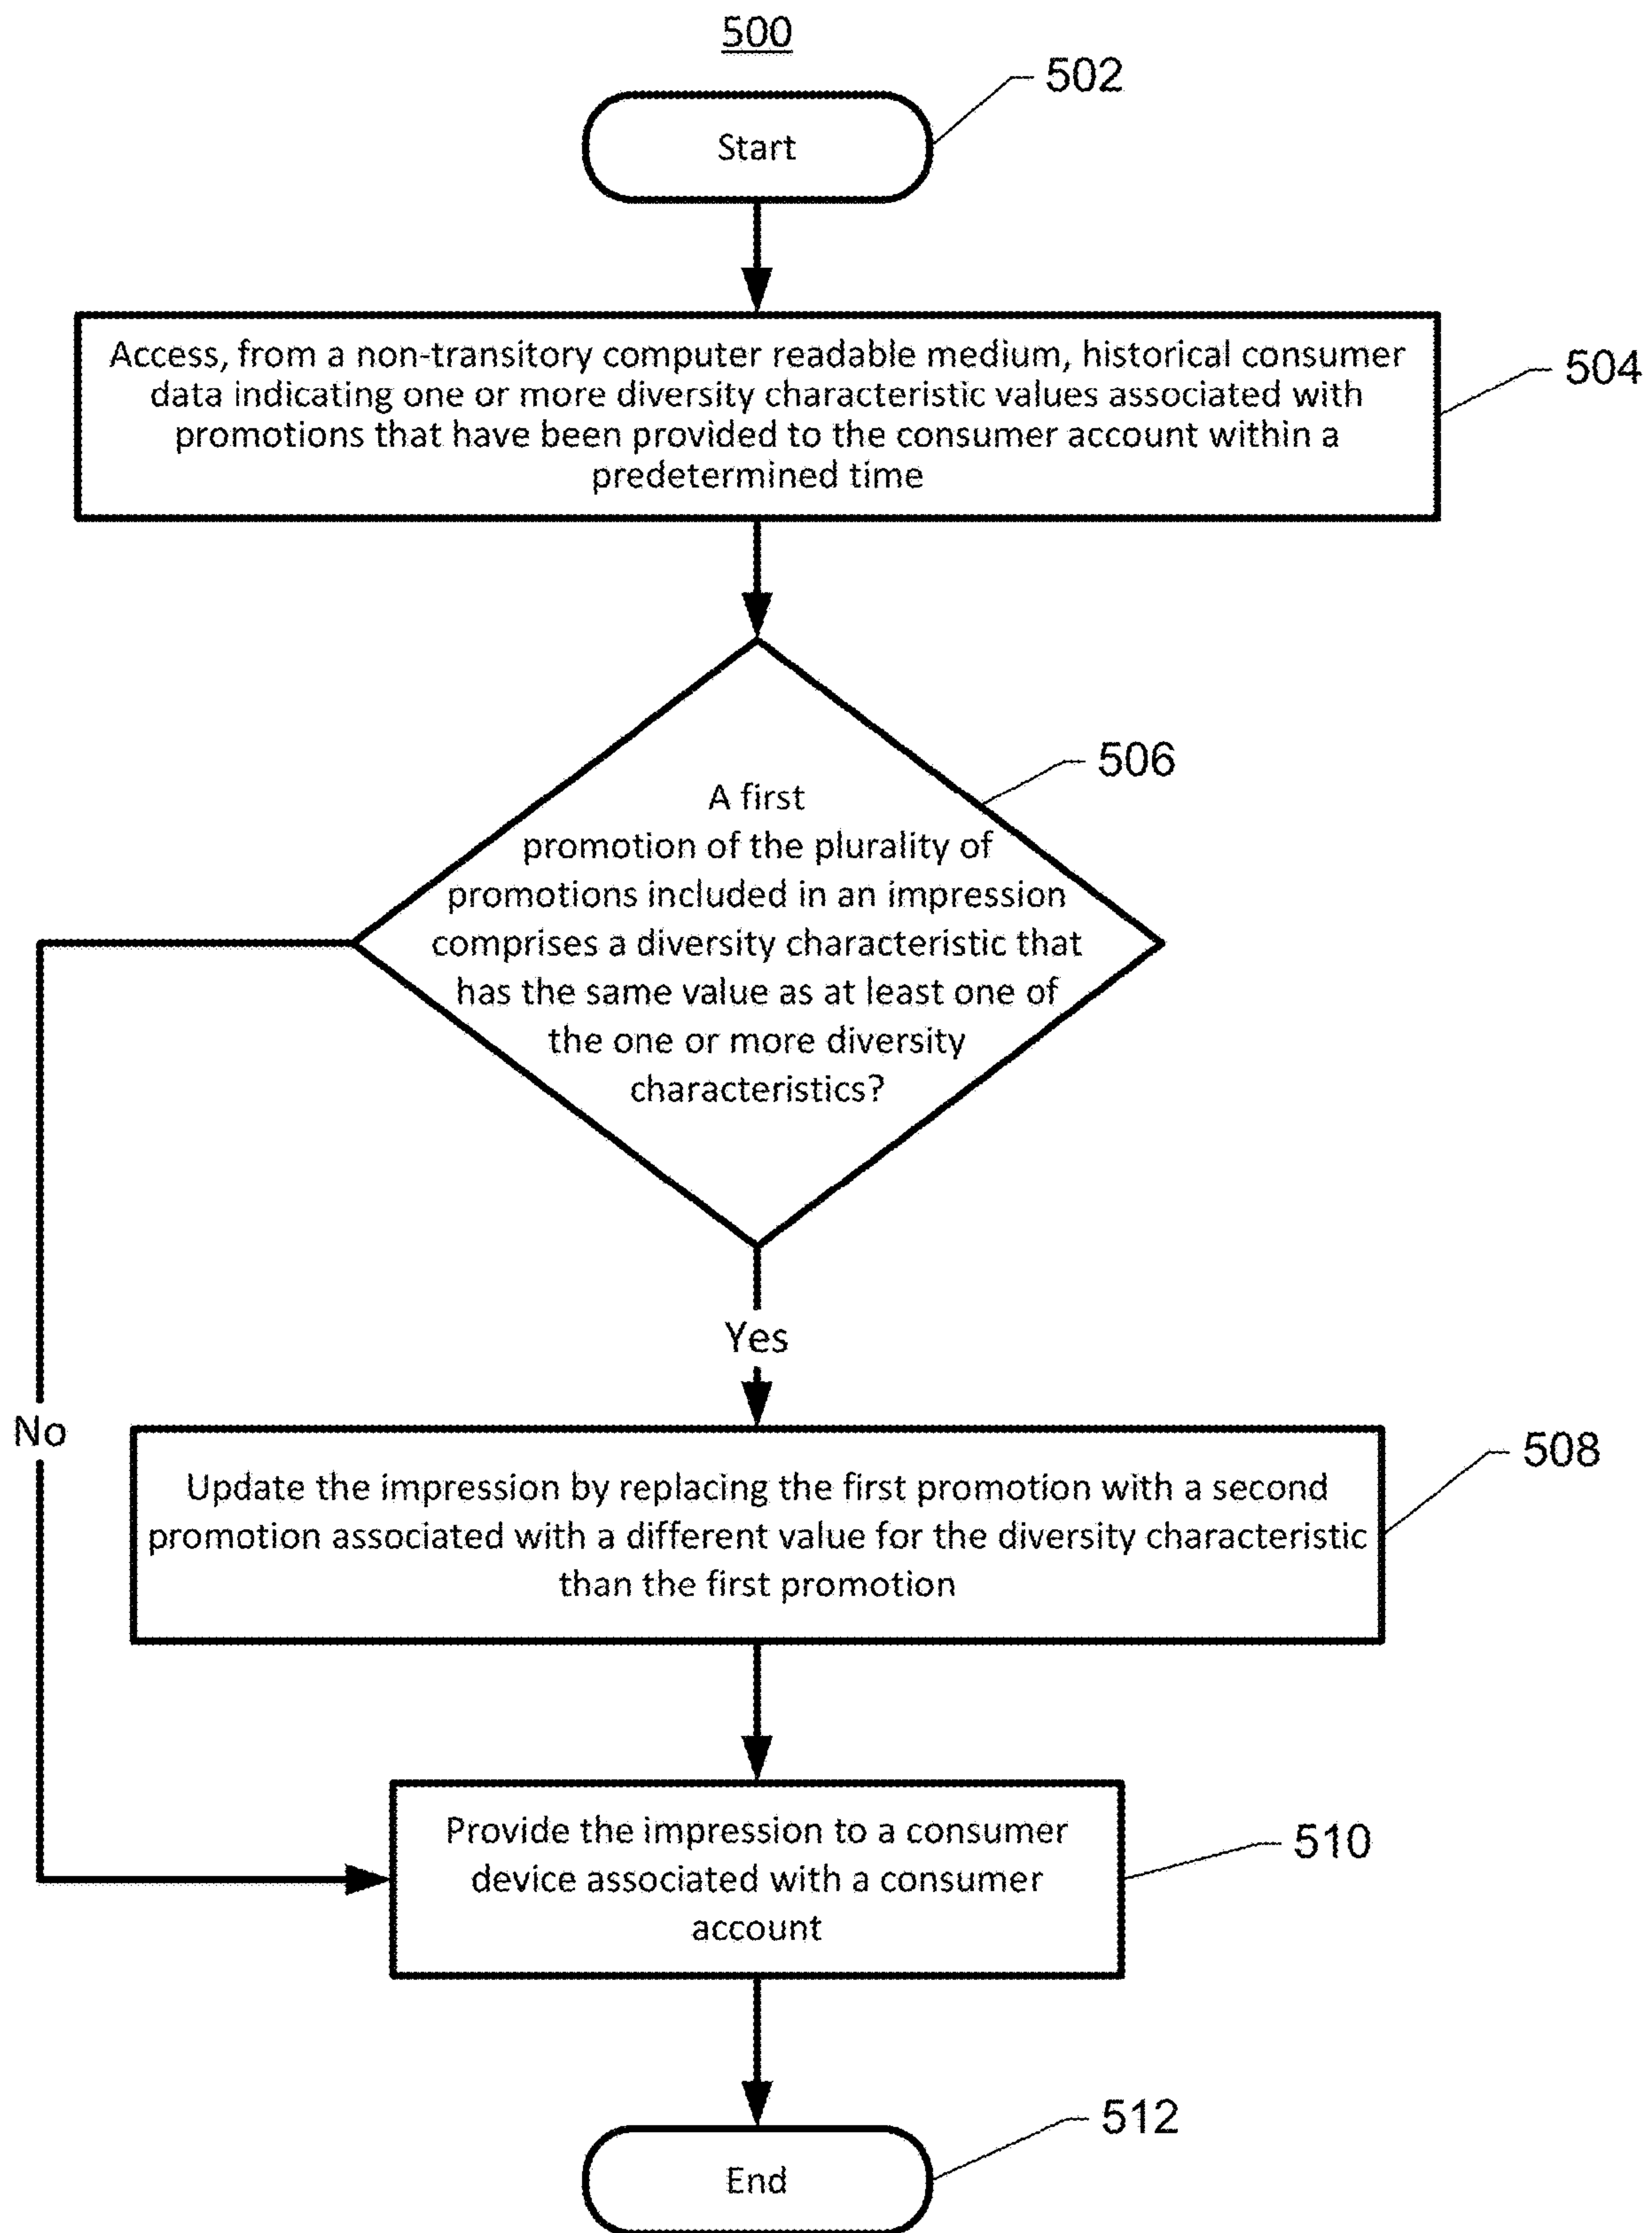 500
502
Start
Access, from a non-transitory computer readable medium, historical consumer
data indicating one or more diversity characteristic values associated with
promotions that have been provided to the consumer account within a
predetermined time
504
506
A first
promotion of the plurality of
promotions included in an impression
comprises a diversity characteristic that
has the same value as at least one of
the one or more diversity
characteristics?
Yes
No
508
Update the impression by replacing the first promotion with a second
promotion associated with a different value for the diversity characteristic
than the first promotion
Provide the impression to a consumer
device associated with a consumer
account
510
512
End